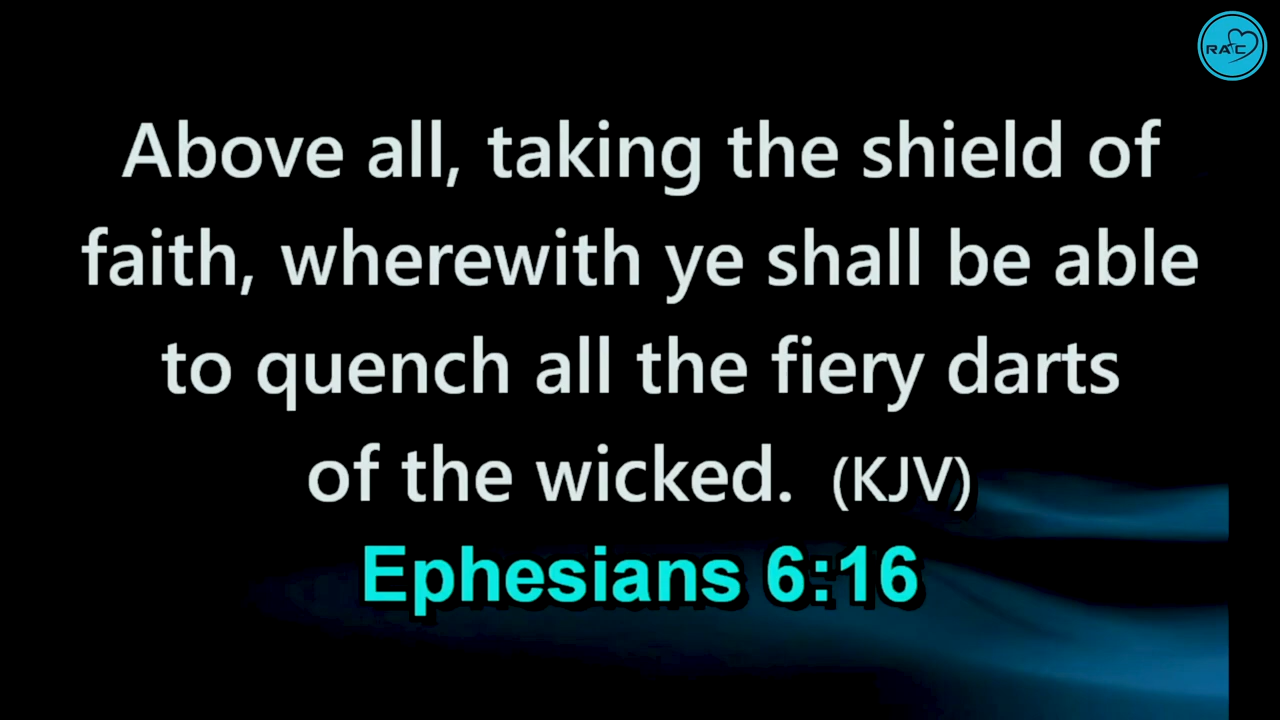 RAC
Above all, taking the shield of
faith, wherewith ye shall be able
to quench all the fiery darts
of the wicked. (KJV)
Ephesians 6:16